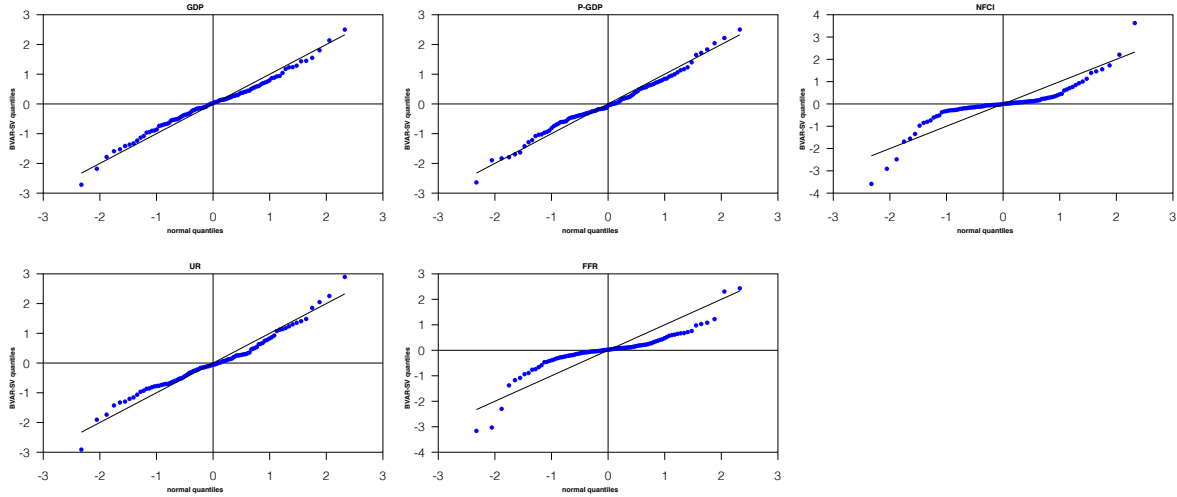 GDP
3
2
1
0
-1
-2
-3
-3 -2 -1 0 1 2 3
BVAR-SV quantiles
normal quantiles
P-GDP
3
2
1
0
-1
-2
-3
-3 -2 -1 0 1 2 3
BVAR-SV quantiles
normal quantiles
NFCI
4
3
2
1
0
-1
-2
-3
-4
-3 -2 -1 0 1 2 3
BVAR-SV quantiles
normal quantiles
UR
3
2
1
0
-1
-2
-3
-3 -2 -1 0 1 2 3
BVAR-SV quantiles
normal quantiles
FFR
3
2
1
0
-1
-2
-3
-4
-3 -2 -1 0 1 2 3
BVAR-SV quantiles
normal quantiles